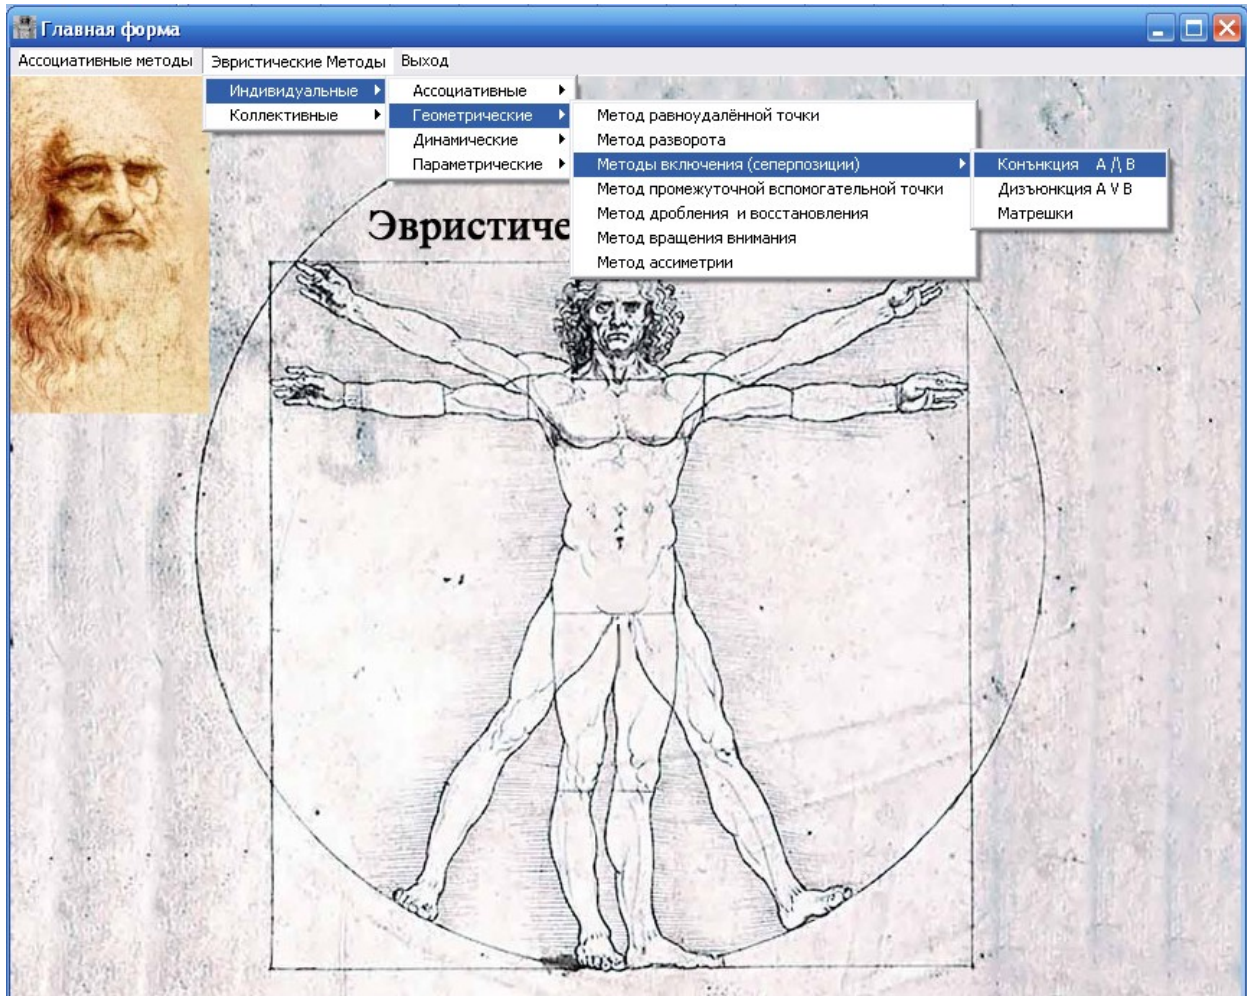 Главная форма
Ассоциативные методы Эвристические Методы Выход
Индивидуальные
Коллективные
Ассоциативные
Геометрические
Динамические
Параметрические
Метод равноудалённой точки
Метод разворота
Методы включения (сеперпозиции)
Метод промежуточной вспомогательной точки
Метод дробления и восстановления
Метод вращения внимания
Метод ассиметрии
Конънкция A /\ B
Дизъюнкция A V B
Матрешки
Эвристиче